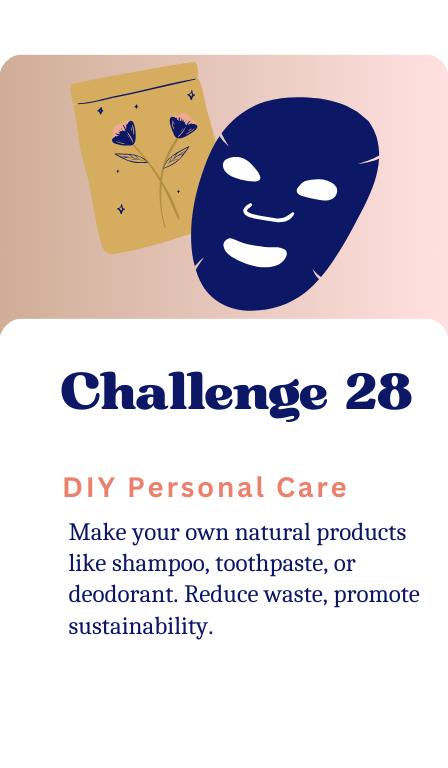 Challenge 28
DIY Personal Care
Make your own natural products
like shampoo, toothpaste, or
deodorant. Reduce waste, promote
sustainability.